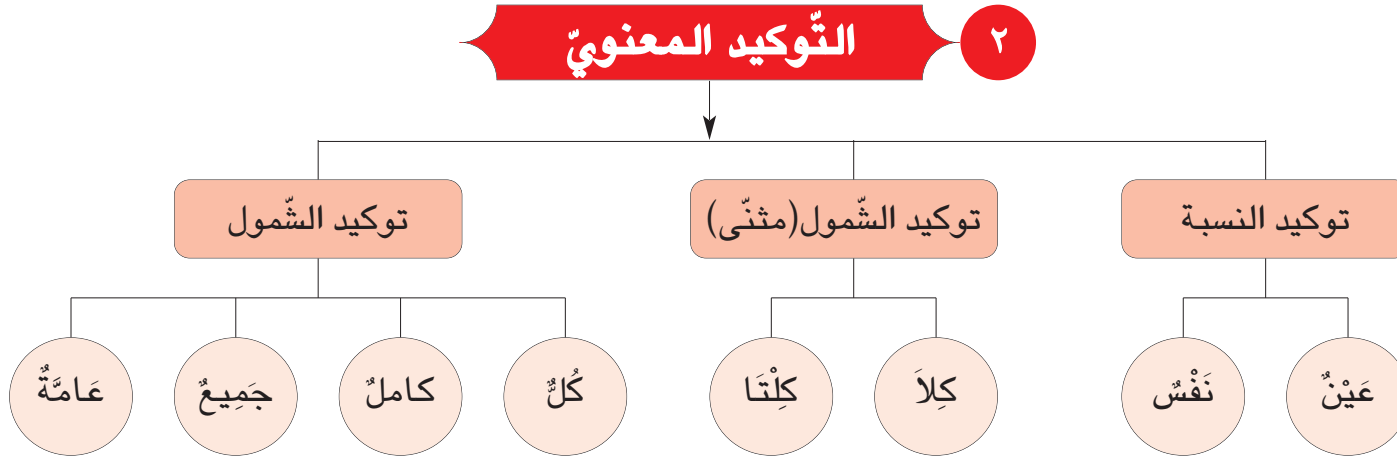 ٢ التّوكيد المعنويّ
توكيد النسبة توكيد الشّمول(مثنّى) توكيد الشّمول
عَيْنٌ نَفْسٌ كِلاَ كِلْتَا كُلٌّ كاملٌ جَمِيعٌ عَامَّةٌ